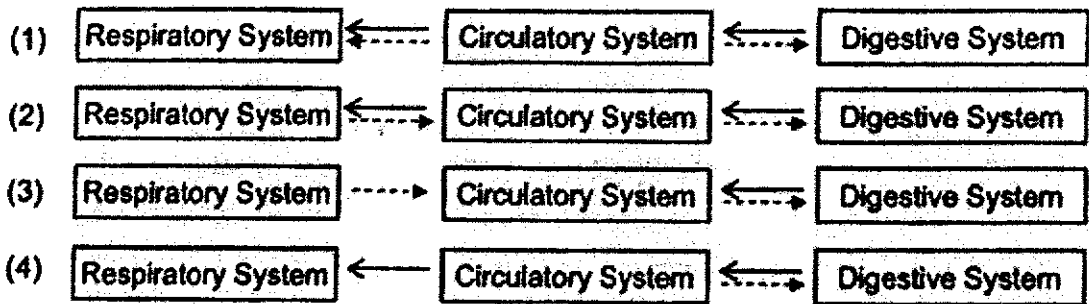 (1) Respiratory System Circulatory System Digestive System
(2) Respiratory System Circulatory System Digestive System
(3) Respiratory System Circulatory System Digestive System
(4) Respiratory System Circulatory System Digestive System